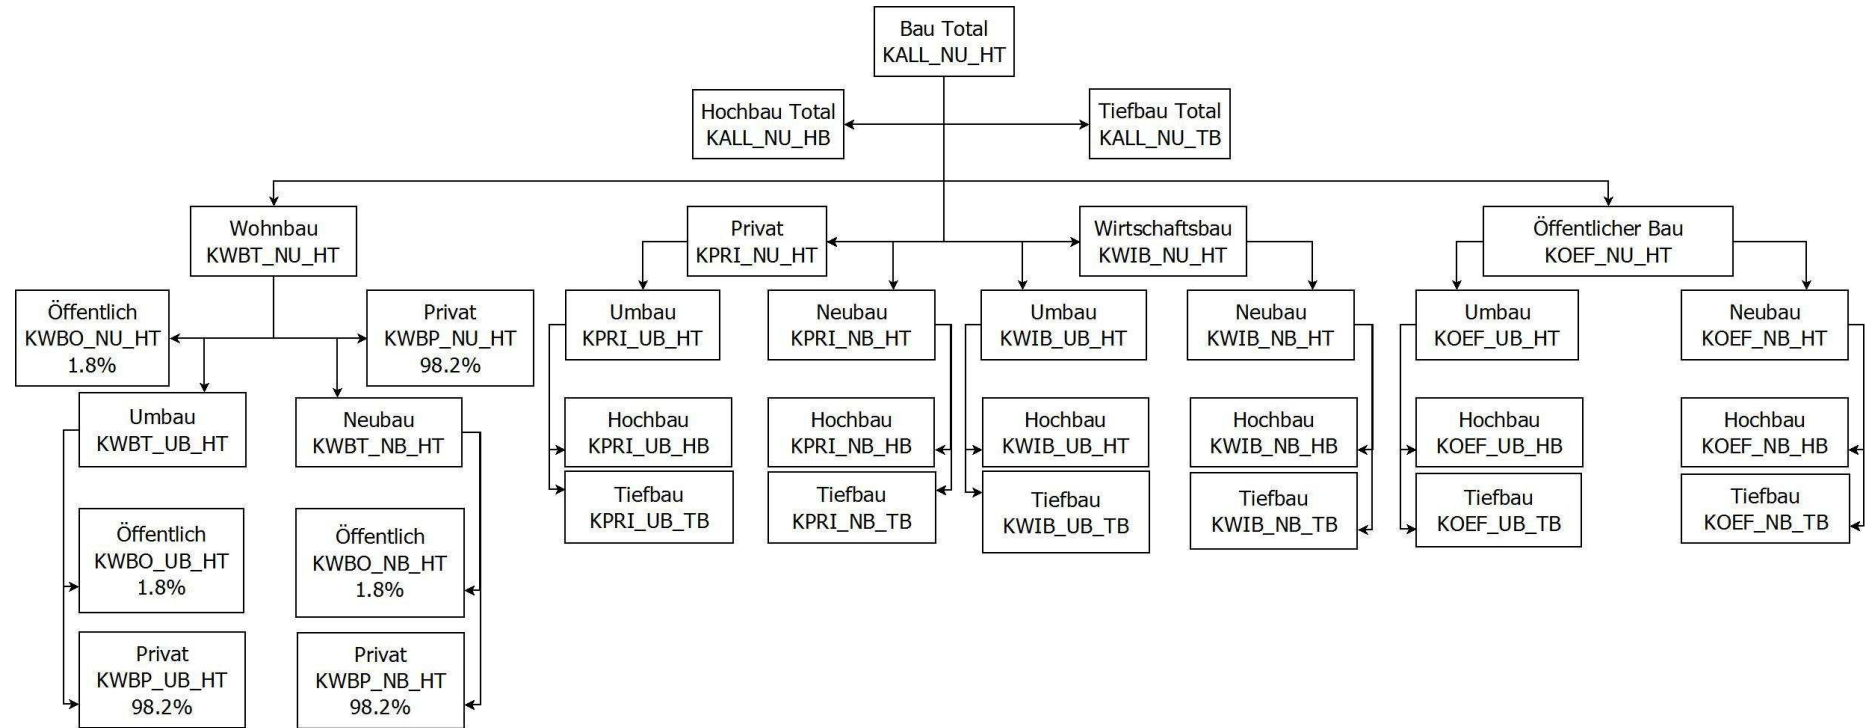 Bau Total
KALL_NU_HT
Hochbau Total
KALL_NU_HB
Tiefbau Total
KALL_NU_TB
Wohnbau
KWBT_NU_HT
Privat
KPRI_NU_HT
Wirtschaftsbau
KWIB_NU_HT
Öffentlicher Bau
KOEF_NU_HT
Öffentlich
KWBO_NU_HT
1.8%
Privat
KWBP_NU_HT
98.2%
Umbau
KPRI_UB_HT
Neubau
KPRI_NB_HT
Umbau
KWIB_UB_HT
Neubau
KWIB_NB_HT
Umbau
KOEF_UB_HT
Neubau
KOEF_NB_HT
Umbau
KWBT_UB_HT
Neubau
KWBT_NB_HT
Hochbau
KPRI_UB_HB
Hochbau
KPRI_NB_HB
Hochbau
KWIB_UB_HT
Hochbau
KWIB_NB_HB
Hochbau
KOEF_UB_HB
Hochbau
KOEF_NB_HB
Tiefbau
KPRI_UB_TB
Tiefbau
KPRI_NB_TB
Tiefbau
KWIB_UB_TB
Tiefbau
KWIB_NB_TB
Tiefbau
KOEF_UB_TB
Tiefbau
KOEF_NB_TB
Öffentlich
KWBO_UB_HT
1.8%
Öffentlich
KWBO_NB_HT
1.8%
Privat
KWBP_UB_HT
98.2%
Privat
KWBP_NB_HT
98.2%